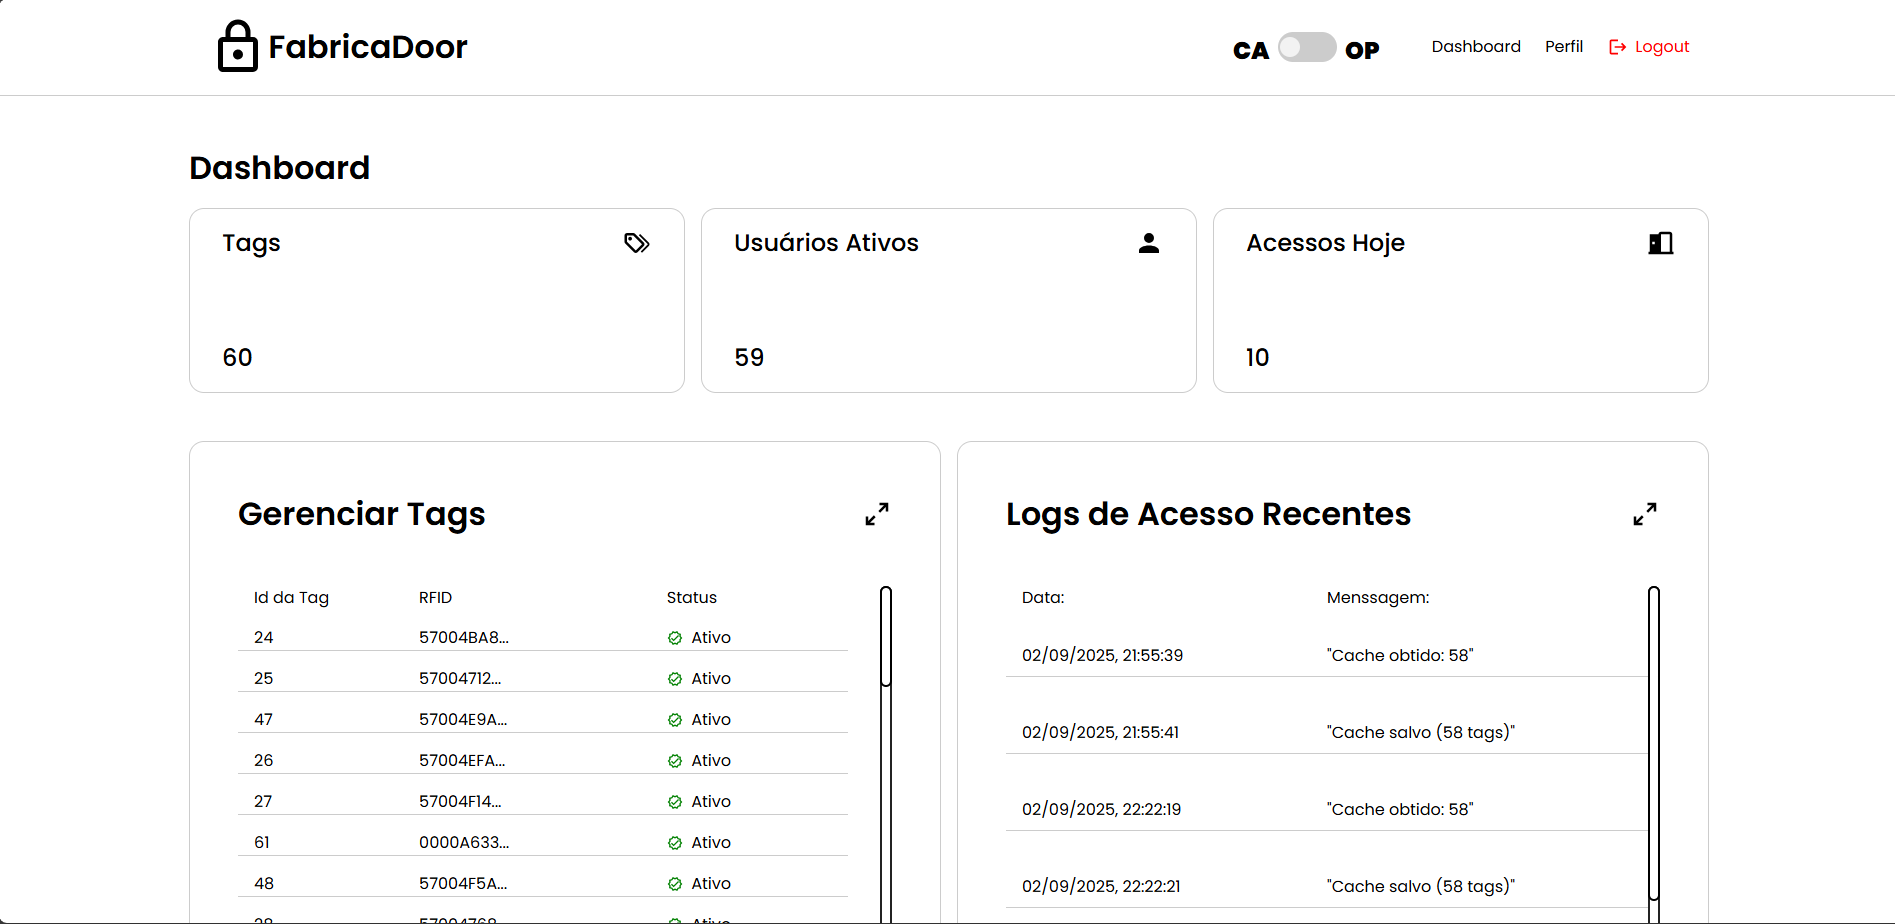 FabricaDoor
CA OP Dashboard Perfil Logout
Dashboard
Tags
60
Usuários Ativos
59
Acessos Hoje
10
Gerenciar Tags
Id da Tag RFID Status
24 57004BA8... Ativo
25 57004712... Ativo
47 57004E9A... Ativo
26 57004EFA... Ativo
27 57004F14... Ativo
61 0000A633... Ativo
48 57004F5A... Ativo
Logs de Acesso Recentes
Data: Menssagem:
02/09/2025, 21:55:39 "Cache obtido: 58"
02/09/2025, 21:55:41 "Cache salvo (58 tags)"
02/09/2025, 22:22:19 "Cache obtido: 58"
02/09/2025, 22:22:21 "Cache salvo (58 tags)"